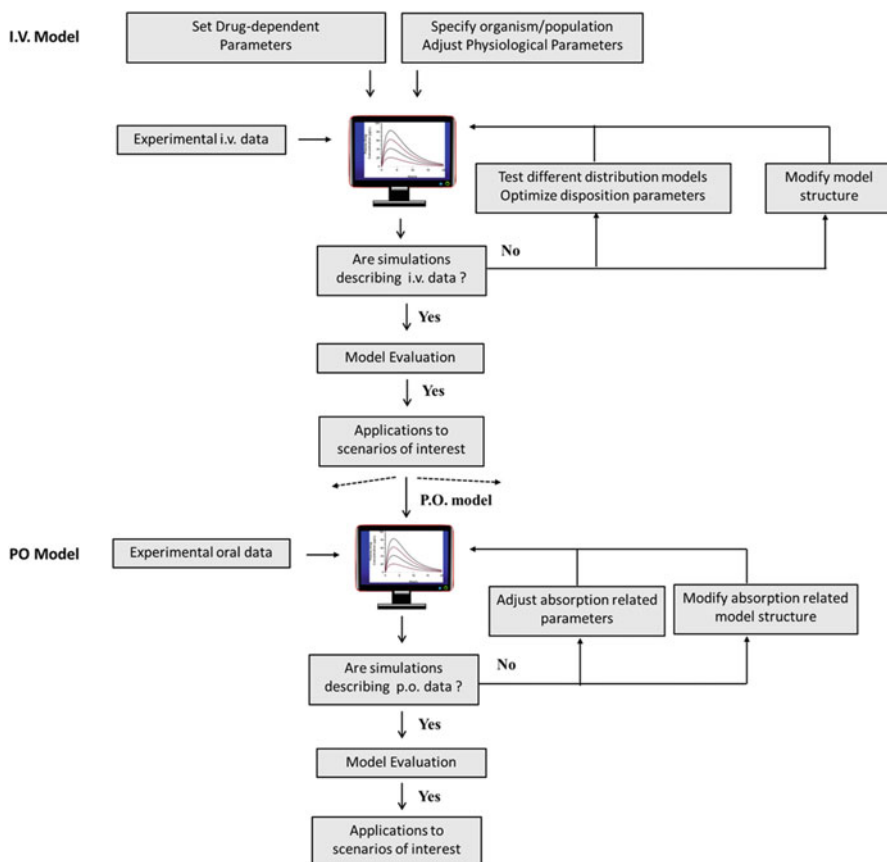 I.V. Model
Set Drug-dependent
Parameters
Specify organism/population
Adjust Physiological Parameters
Experimental i.v. data
Test different distribution models
Optimize disposition parameters
Modify model
structure
Are simulations
describing i.v. data ?
No
Yes
Model Evaluation
Yes
Applications to
scenarios of interest
P.O. model
PO Model
Experimental oral data
Adjust absorption related
parameters
Modify absorption related
model structure
Are simulations
describing p.o. data ?
No
Yes
Model Evaluation
Yes
Applications to
scenarios of interest